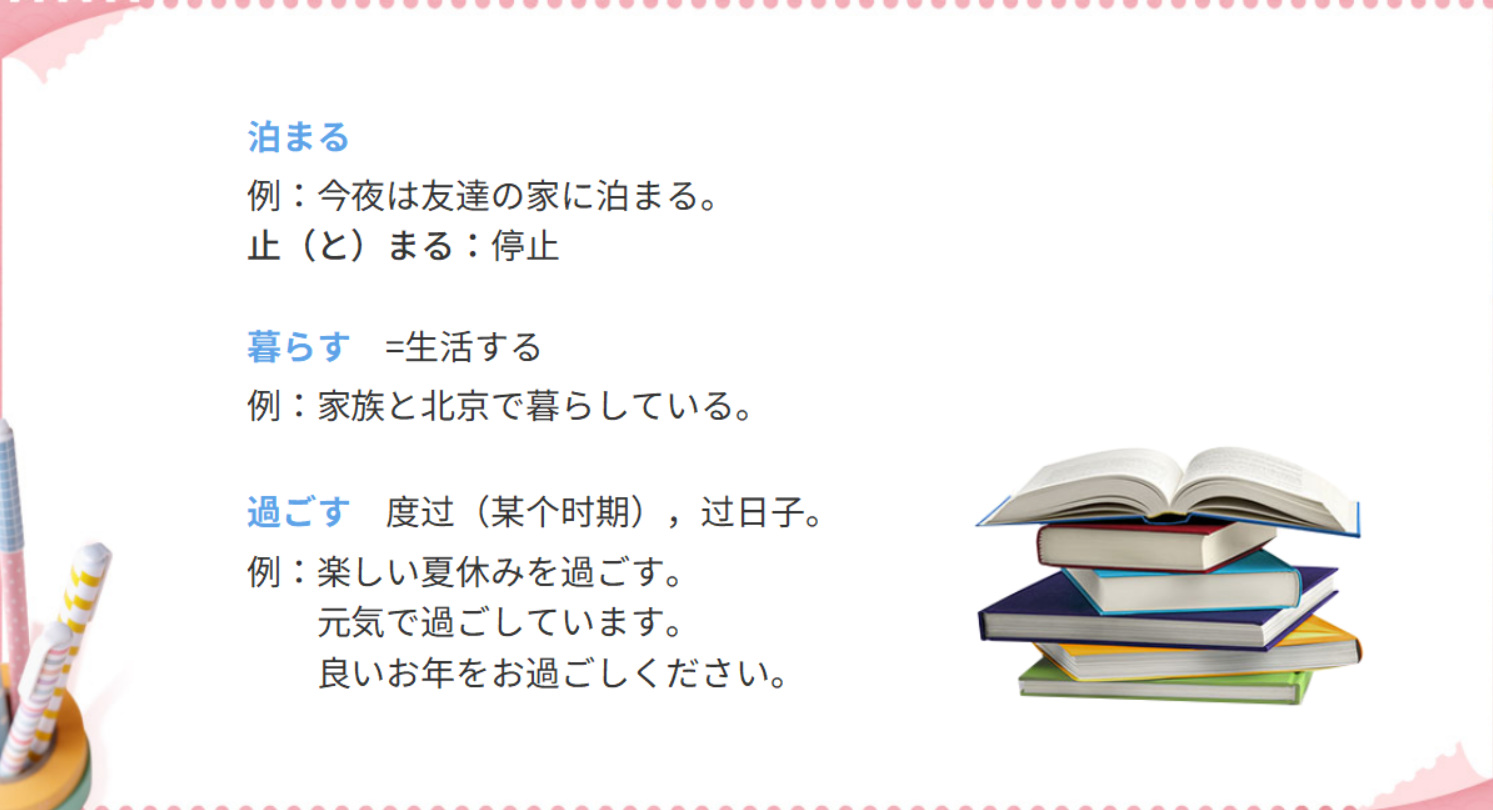 泊まる
例：今夜は友達の家に泊まる。
止（と）まる：停止
暮らす　=生活する
例：家族と北京で暮らしている。
過ごす　度过（某个时期），过日子。
例：楽しい夏休みを過ごす。
元気で過ごしています。
良いお年をお過ごしください。